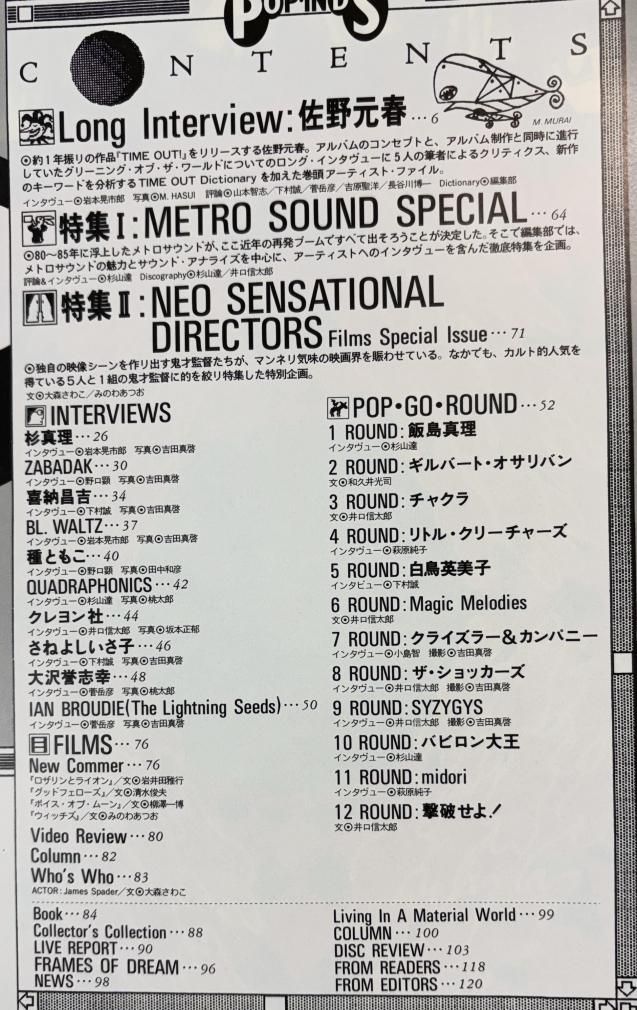 POP-IND'S
CONTENTS
M. MURAI
Long Interview:佐野元春…6
⦿約1年振りの作品「TIME OUT!」をリリースする佐野元春。アルバムのコンセプトと、アルバム制作と同時に進行
していたグリーニング・オブ・ザ・ワールドについてのロング・インタヴューに5人の筆者によるクリティクス、新作
のキーワードを分析するTIME OUT Dictionaryを加えた巻頭アーティスト・ファイル。
インタヴュー⦿岩本晃市郎 写真⦿M. HASUI 評論⦿山本智志/下村誠/菅岳彦/吉原聖洋/長谷川博一 Dictionary⦿編集部
特集I:METRO SOUND SPECIAL…64
⦿80〜85年に浮上したメトロサウンドが、ここ近年の再発ブームですべて出そろうことが決定した。そこで編集部では、
メトロサウンドの魅力とサウンド・アナライズを中心に、アーティストへのインタヴューを含んだ徹底特集を企画。
評論&インタヴュー⦿杉山達 Discography⦿杉山達/井口信太郎
特集II:NEO SENSATIONAL
DIRECTORS Films Special Issue…71
⦿独自の映像シーンを作り出す鬼才監督たちが、マンネリ気味の映画界を賑わせている。なかでも、カルト的人気を
得ている5人と1組の鬼才監督に的を絞り特集した特別企画。
文⦿大森さわこ/みのわあつお
INTERVIEWS
杉真理…26
インタヴュー⦿岩本晃市郎 写真⦿吉田真啓
ZABADAK…30
インタヴュー⦿野口顕 写真⦿吉田真啓
喜納昌吉…34
インタヴュー⦿下村誠 写真⦿吉田真啓
BL. WALTZ…37
インタヴュー⦿岩本晃市郎 写真⦿吉田真啓
種ともこ…40
インタヴュー⦿野口顕 写真⦿田中和彦
QUADRAPHONICS…42
インタヴュー⦿杉山達 写真⦿桃太郎
クレヨン社…44
インタヴュー⦿井口信太郎 写真⦿坂本正郁
さねよしいさ子…46
インタヴュー⦿下村誠 写真⦿吉田真啓
大沢誉志幸…48
インタヴュー⦿菅岳彦 写真⦿桃太郎
IAN BROUDIE(The Lightning Seeds)…50
インタヴュー⦿菅岳彦 写真⦿吉田真啓
FILMS…76
New Commer…76
「ロザリンとライオン」/文⦿岩井田雅行
「グッドフェローズ」/文⦿清水俊夫
「ボイス・オブ・ムーン」/文⦿柳澤一博
「ウィッチズ」/文⦿みのわあつお
Video Review…80
Column…82
Who's Who…83
ACTOR:James Spader/文⦿大森さわこ
POP・GO・ROUND…52
1 ROUND:飯島真理
インタヴュー⦿杉山達
2 ROUND:ギルバート・オサリバン
文⦿和久井光司
3 ROUND:チャクラ
文⦿井口信太郎
4 ROUND:リトル・クリーチャーズ
インタヴュー⦿萩原純子
5 ROUND:白鳥英美子
インタビュー⦿下村誠
6 ROUND:Magic Melodies
文⦿井口信太郎
7 ROUND:クライズラー&カンパニー
インタヴュー⦿小島智 撮影⦿吉田真啓
8 ROUND:ザ・ショッカーズ
インタヴュー⦿井口信太郎 撮影⦿吉田真啓
9 ROUND:SYZYGYS
インタヴュー⦿井口信太郎 撮影⦿吉田真啓
10 ROUND:バビロン大王
インタヴュー⦿杉山達
11 ROUND:midori
インタヴュー⦿萩原純子
12 ROUND:撃破せよ!
文⦿井口信太郎
Book…84
Collector's Collection…88
LIVE REPORT…90
FRAMES OF DREAM…96
NEWS…98
Living In A Material World…99
COLUMN…100
DISC REVIEW…103
FROM READERS…118
FROM EDITORS…120